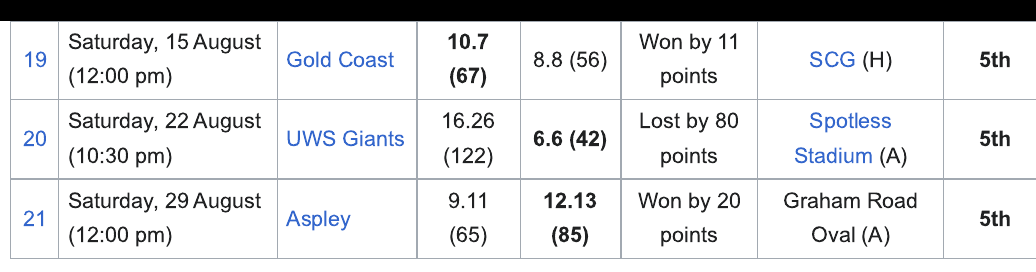 19 Saturday, 15 August (12:00 pm) Gold Coast 10.7 (67) 8.8 (56) Won by 11 points SCG (H) 5th
20 Saturday, 22 August (10:30 pm) UWS Giants 16.26 (122) 6.6 (42) Lost by 80 points Spotless Stadium (A) 5th
21 Saturday, 29 August (12:00 pm) Aspley 9.11 (65) 12.13 (85) Won by 20 points Graham Road Oval (A) 5th